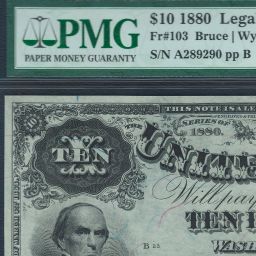 PMG
PAPER MONEY GUARANTY
$10 1880 Lega
Fr#103 Bruce | Wy
S/N A289290 pp B
THIS NOTE IS A L
SERIES OF
1880.
TEN
UNITE
Will pay
TEN
WASH
B